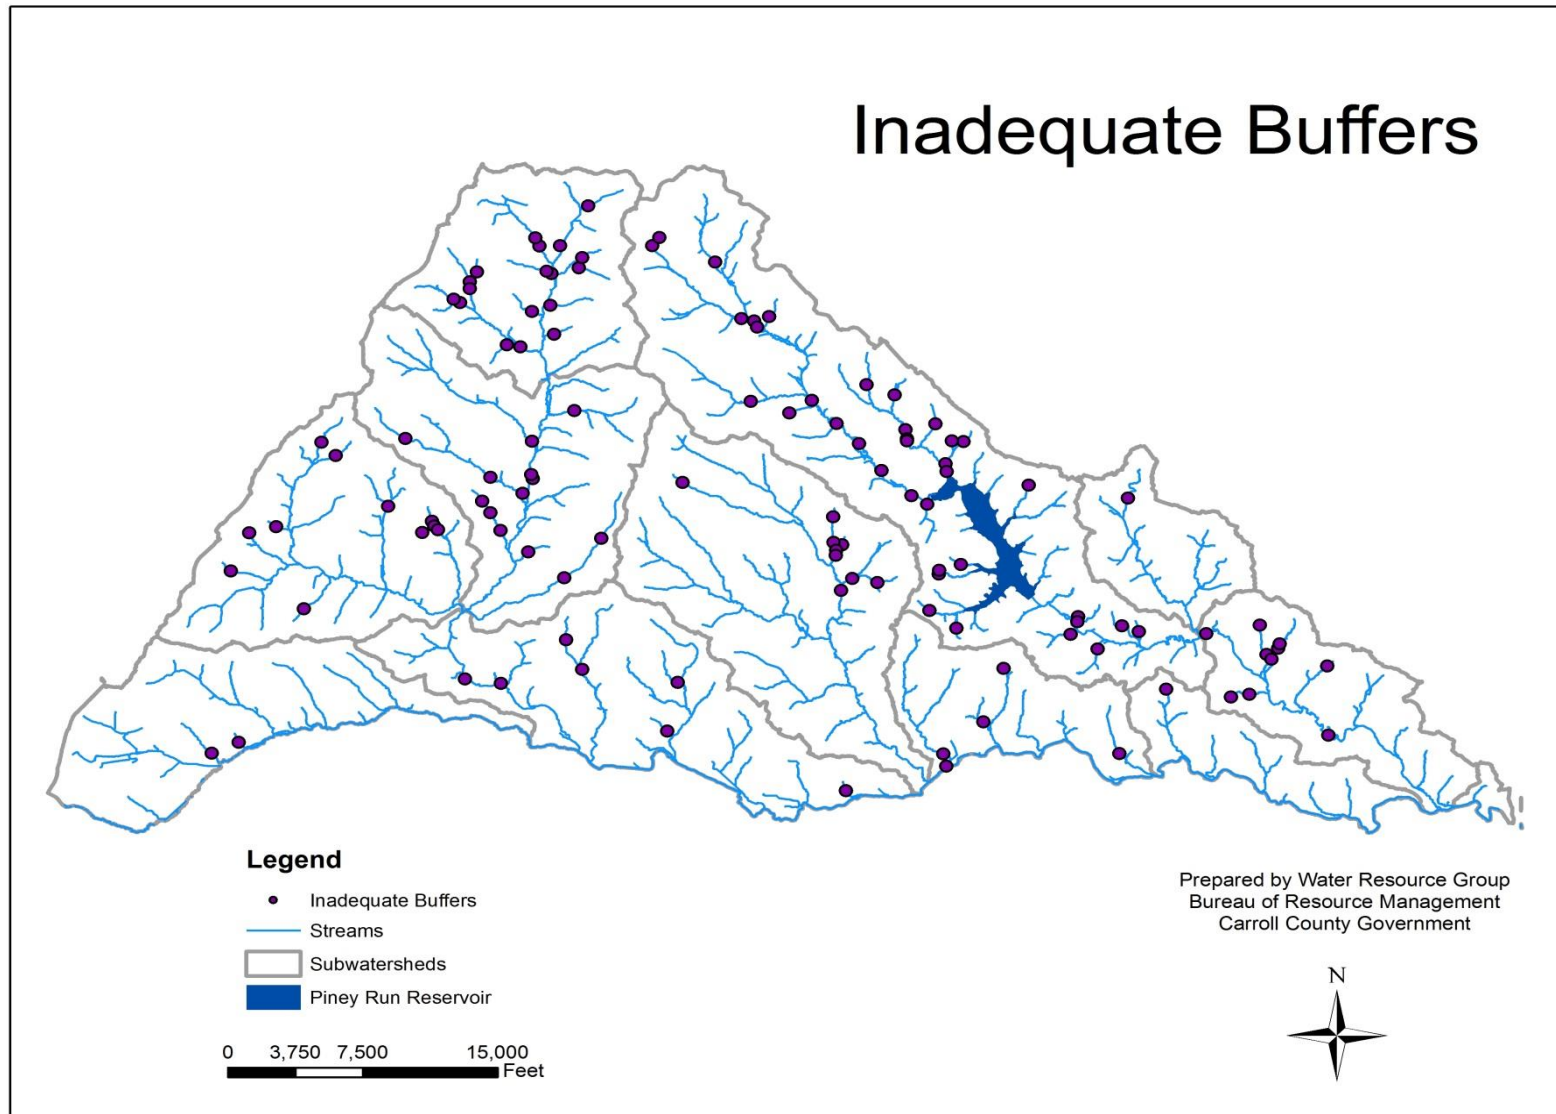 Inadequate Buffers
Legend
Inadequate Buffers
Streams
Subwatersheds
Piney Run Reservoir
0 3,750 7,500 15,000
Feet
Prepared by Water Resource Group
Bureau of Resource Management
Carroll County Government
N